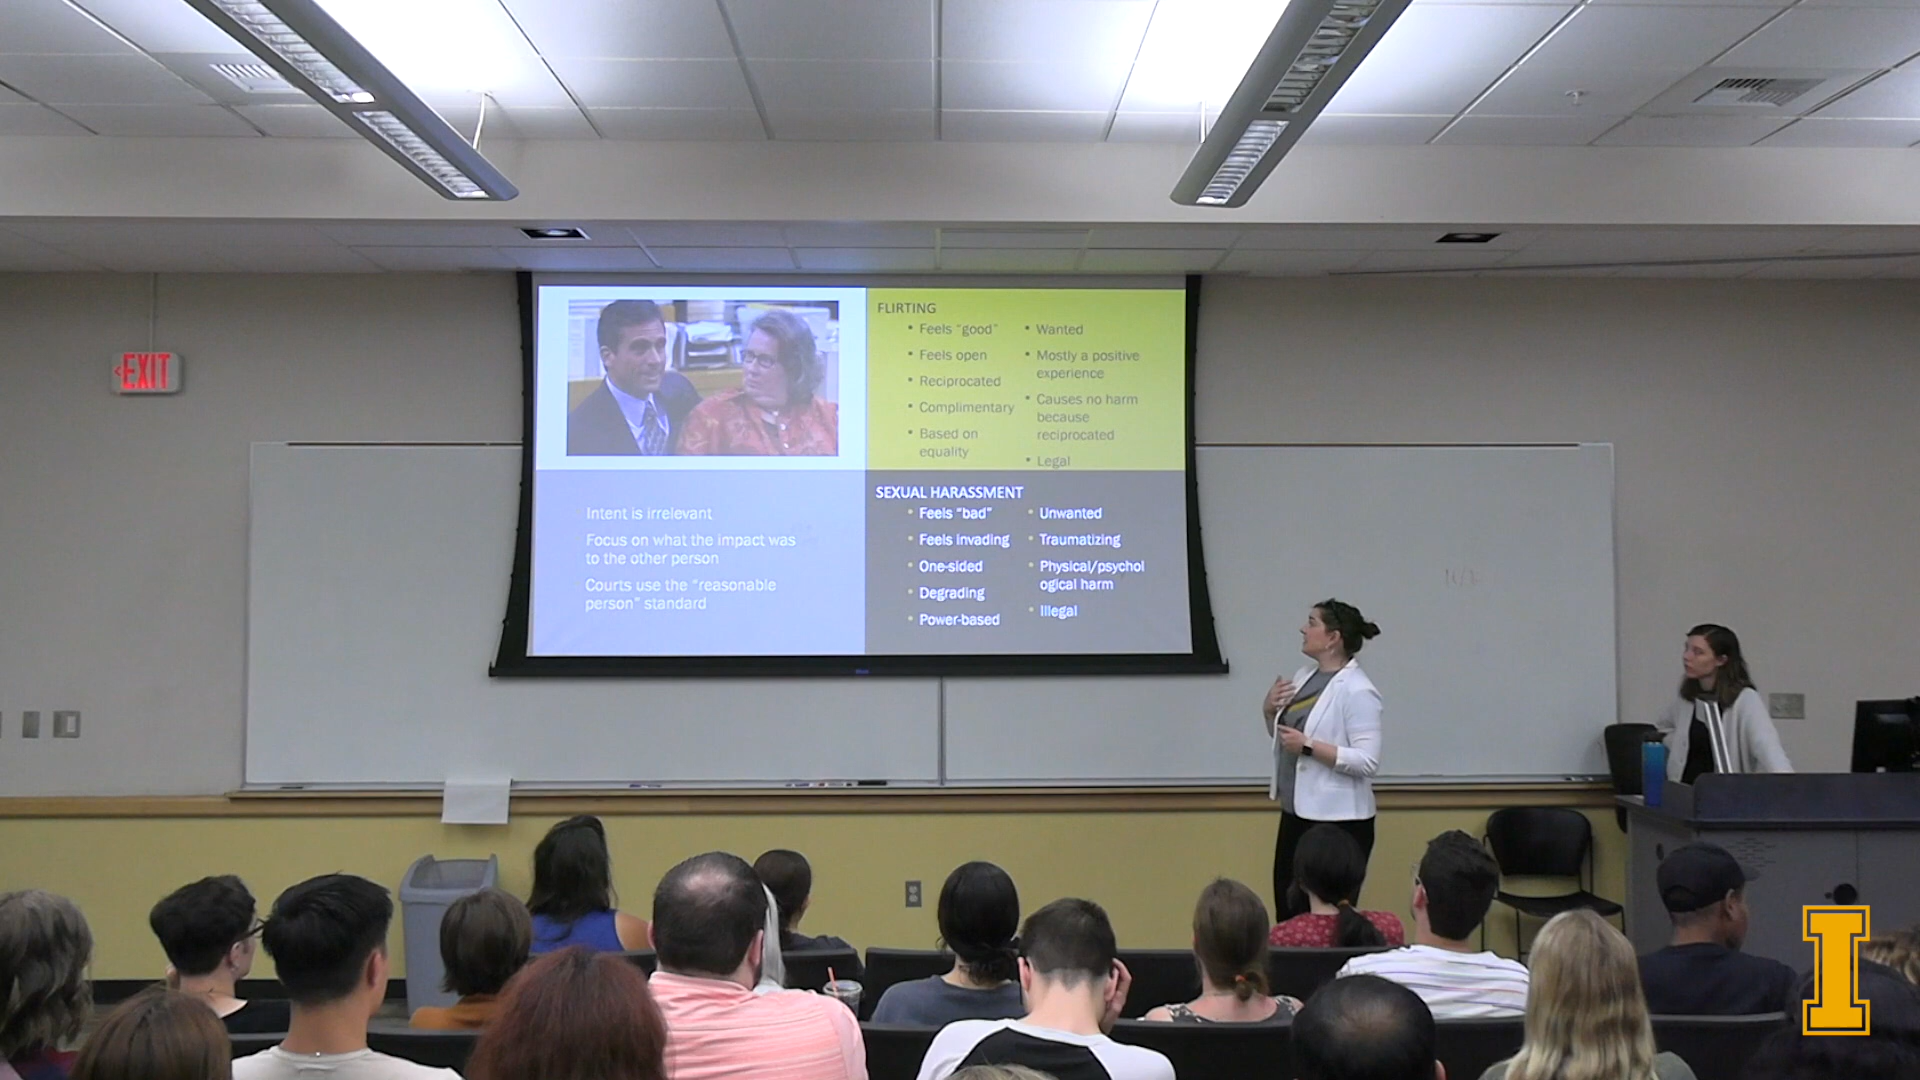 EXIT
FLIRTING
• Feels “good”
• Feels open
• Reciprocated
• Complimentary
• Based on
equality
• Wanted
• Mostly a positive
experience
• Causes no harm
because
reciprocated
• Legal
Intent is irrelevant
Focus on what the impact was
to the other person
Courts use the “reasonable
person” standard
SEXUAL HARASSMENT
• Feels “bad”
• Feels invading
• One-sided
• Degrading
• Power-based
• Unwanted
• Traumatizing
• Physical/psychol
ogical harm
• Illegal
I